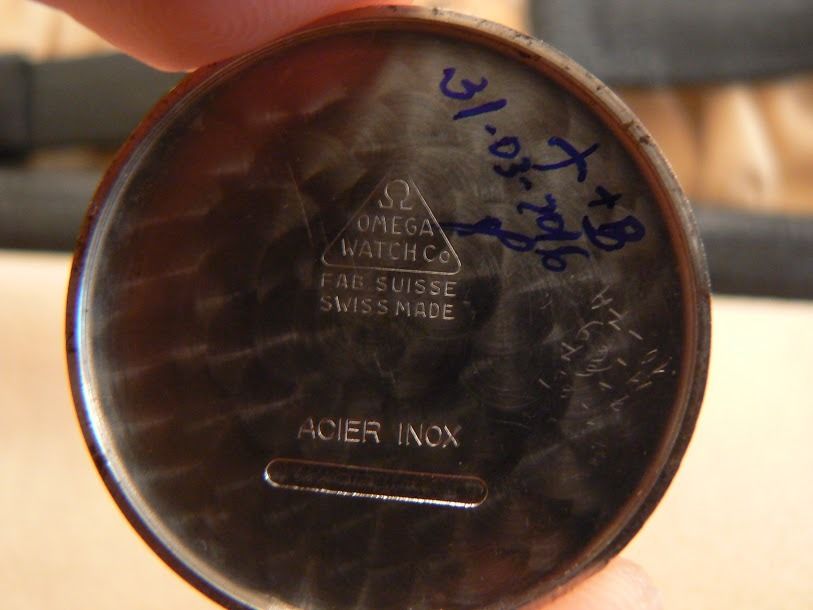 Ω
OMEGA
WATCH Co
FAB. SUISSE
SWISS MADE
ACIER INOX
31-03-2016